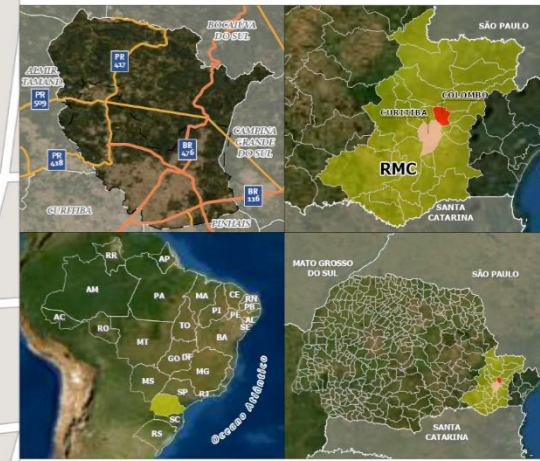 BOCAIÚVA
DO SUL
PR
417
ALMIR.
TAMAND.
PR
509
CAMPINA
GRANDE
DO SUL
BR
476
PR
418
BR
116
CURITIBA
PINHAIS
SÃO PAULO
COLOMBO
CURITIBA
RMC
SANTA
CATARINA
RR
AP
AM
PA
MA
CE
RN
PB
PI
PE
AL
SE
AC
RO
TO
BA
MT
GO
DF
MG
MS
SP
RJ
SC
RS
Oceano Atlântico
MATO GROSSO
DO SUL
SÃO PAULO
SANTA
CATARINA